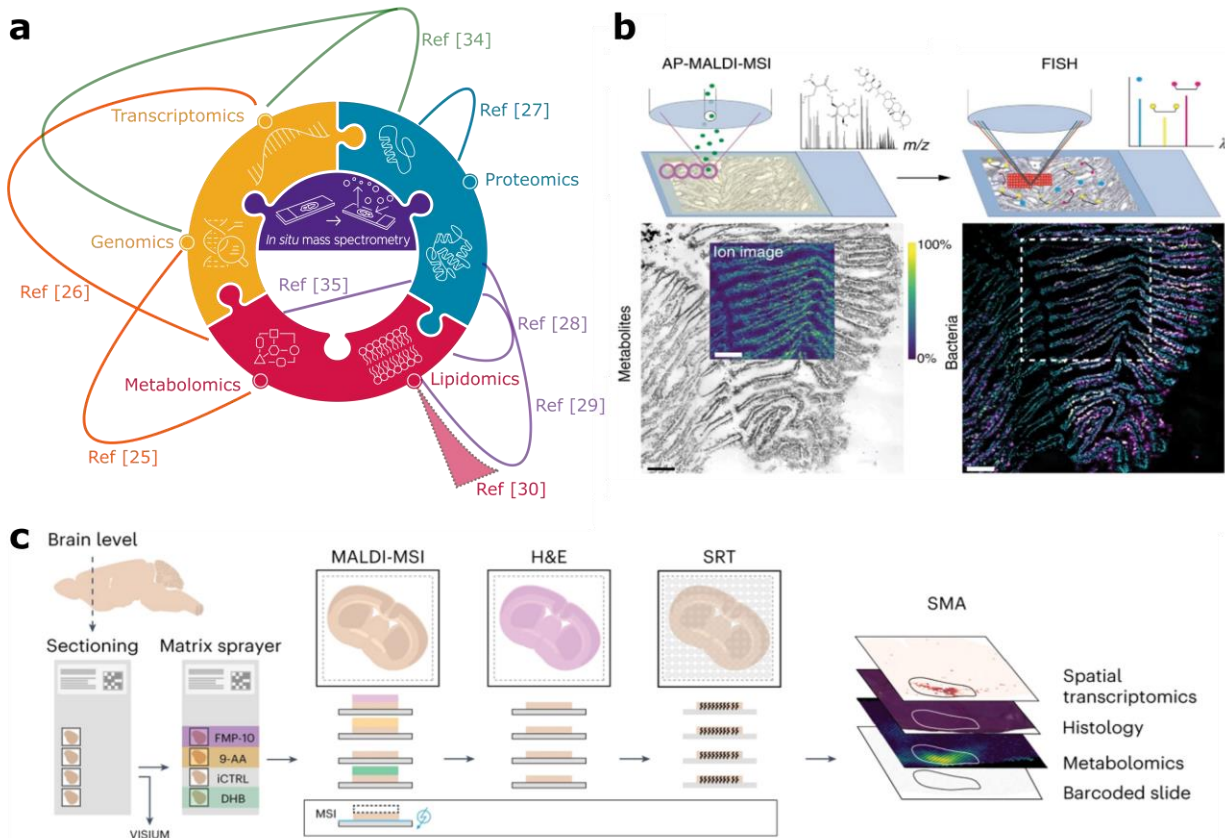 a
Ref [34]
Transcriptomics
Ref [27]
Proteomics
In situ mass spectrometry
Genomics
Ref [26]
Ref [35]
Ref [28]
Metabolomics
Lipidomics
Ref [29]
Ref [25]
Ref [30]
b
AP-MALDI-MSI
FISH
m/z
λ
Ion image
100%
0%
Metabolites
Bacteria
c
Brain level
Sectioning
Matrix sprayer
FMP-10
9-AA
iCTRL
DHB
VISIUM
MALDI-MSI
H&E
SRT
MSI
SMA
Spatial
transcriptomics
Histology
Metabolomics
Barcoded slide